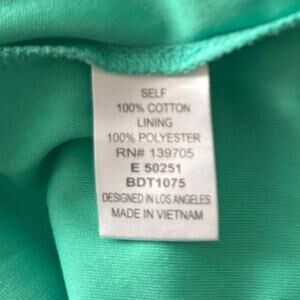 SELF
100% COTTON
LINING
100% POLYESTER
RN# 139705
E 50251
BDT1075
DESIGNED IN LOS ANGELES
MADE IN VIETNAM